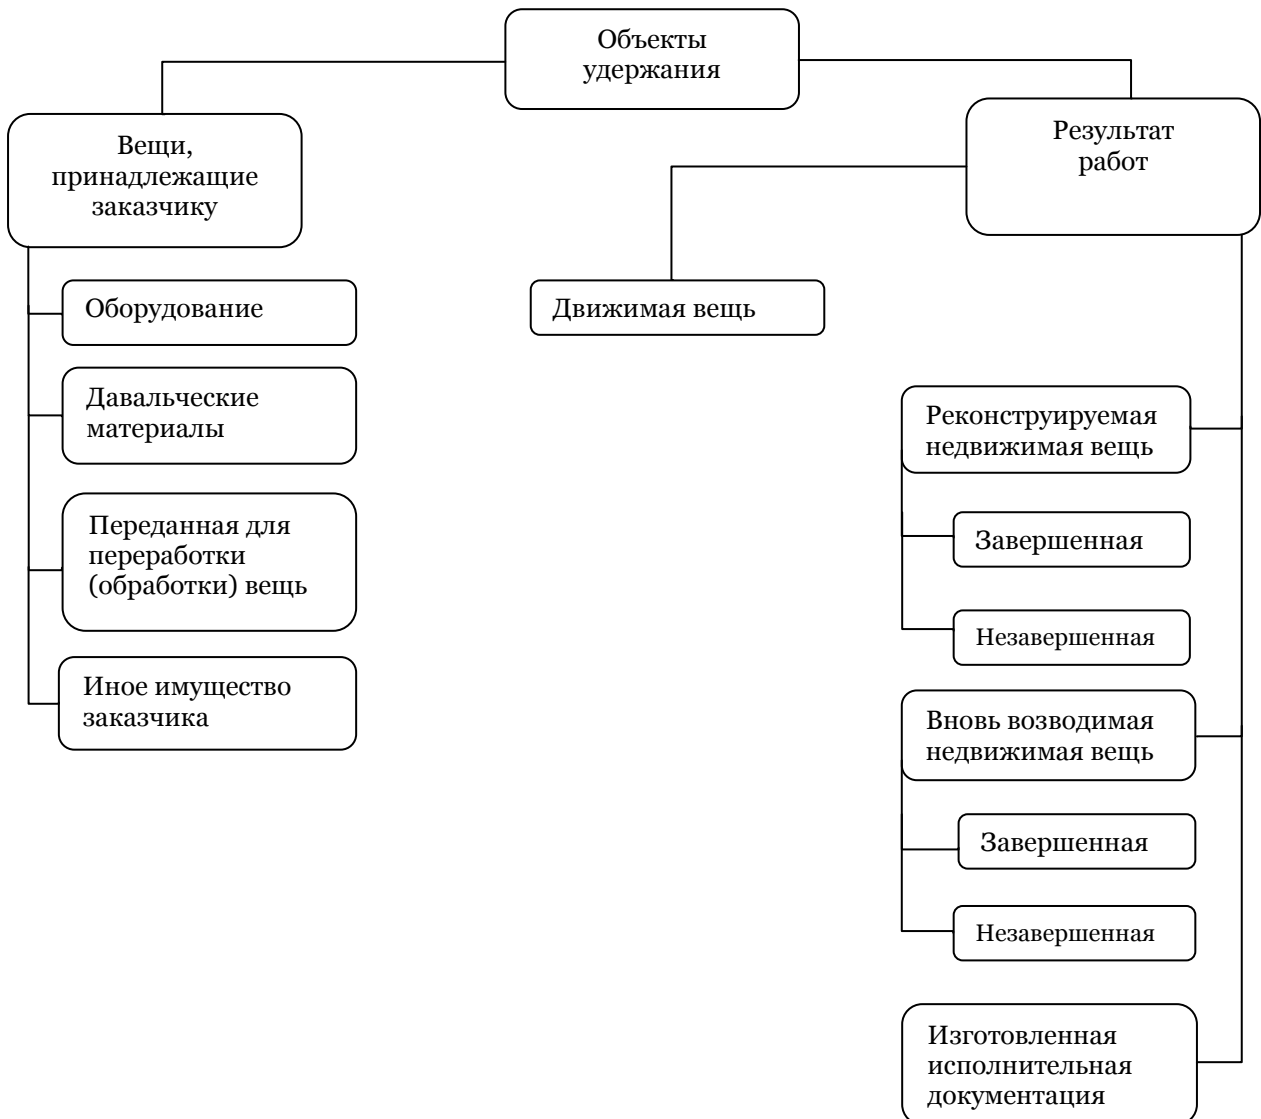 Объекты
удержания
Вещи,
принадлежащие
заказчику
Оборудование
Давальческие
материалы
Переданная для
переработки
(обработки) вещь
Иное имущество
заказчика
Результат
работ
Движимая вещь
Реконструируемая
недвижимая вещь
Завершенная
Незавершенная
Вновь возводимая
недвижимая вещь
Завершенная
Незавершенная
Изготовленная
исполнительная
документация